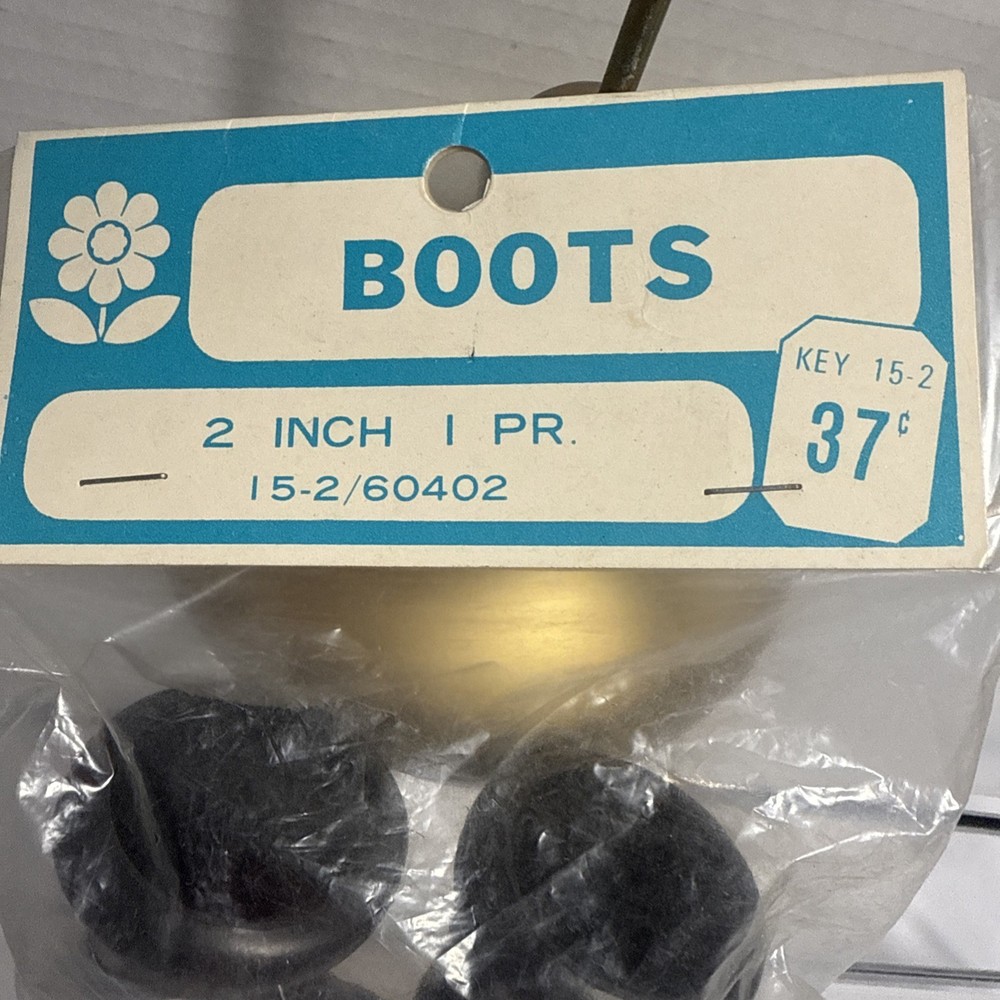 BOOTS
KEY 15-2
37¢
2 INCH 1 PR.
15-2/60402